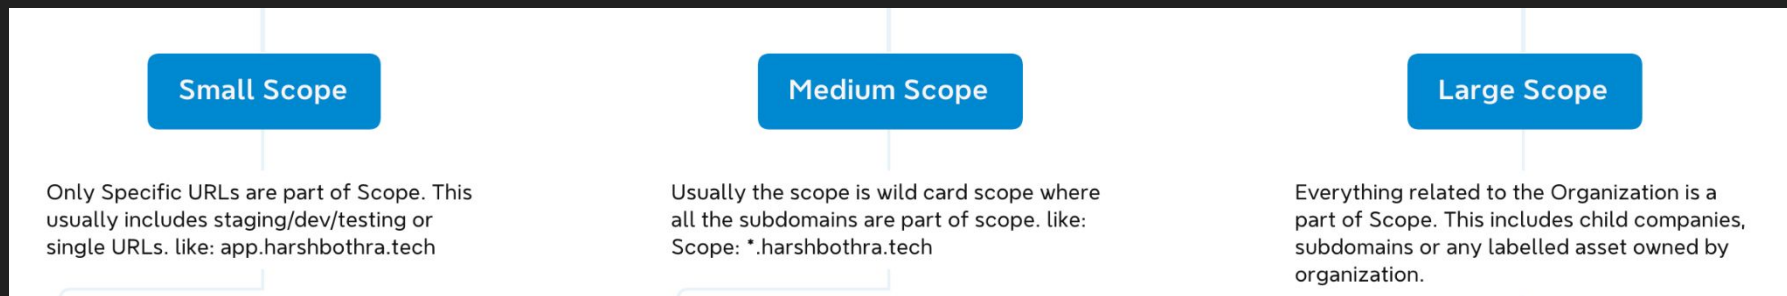 Small Scope
Only Specific URLs are part of Scope. This
usually includes staging/dev/testing or
single URLs. like: app.harshbothra.tech
Medium Scope
Usually the scope is wild card scope where
all the subdomains are part of scope. like:
Scope: *.harshbothra.tech
Large Scope
Everything related to the Organization is a
part of Scope. This includes child companies,
subdomains or any labelled asset owned by
organization.